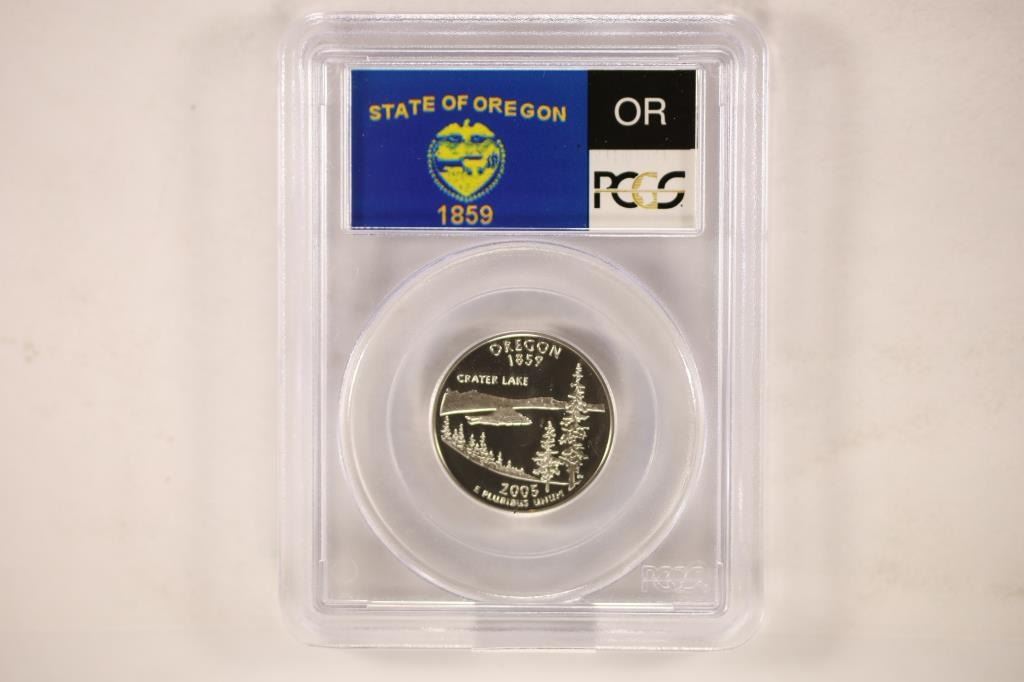 STATE OF OREGON
1859
OR
PCGS
OREGON
1859
CRATER LAKE
2005
E PLURIBUS UNUM
PCGS